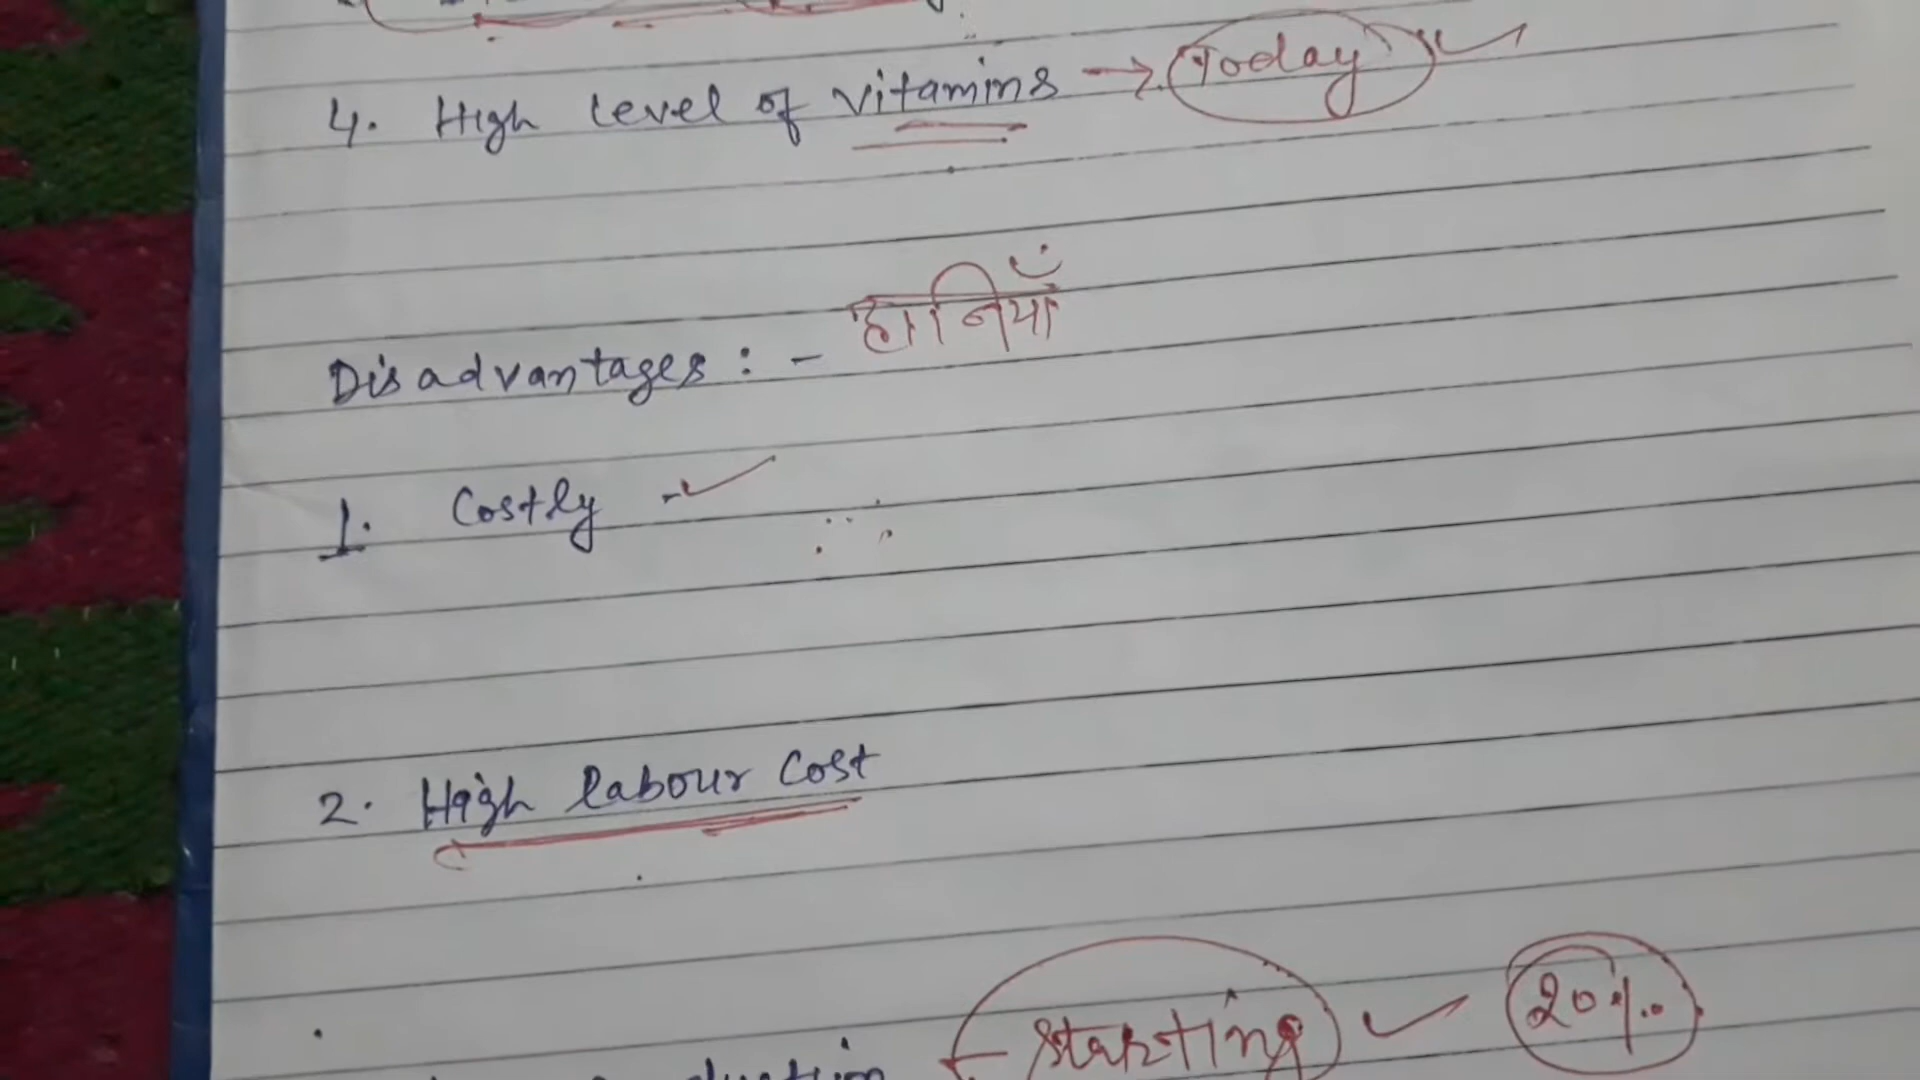 4. High level of vitamins → Today
Disadvantages : - हानियाँ
1. Costly -
2. High labour cost
← Starting 20%